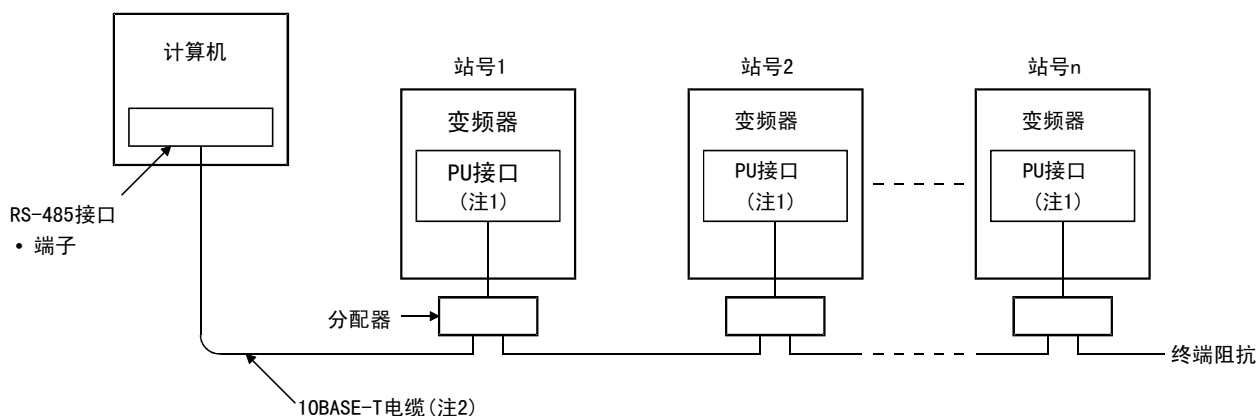 计算机
站号1
站号2
站号n
变频器
变频器
变频器
PU接口
(注1)
PU接口
(注1)
PU接口
(注1)
RS-485接口
• 端子
分配器
终端阻抗
10BASE-T电缆(注2)